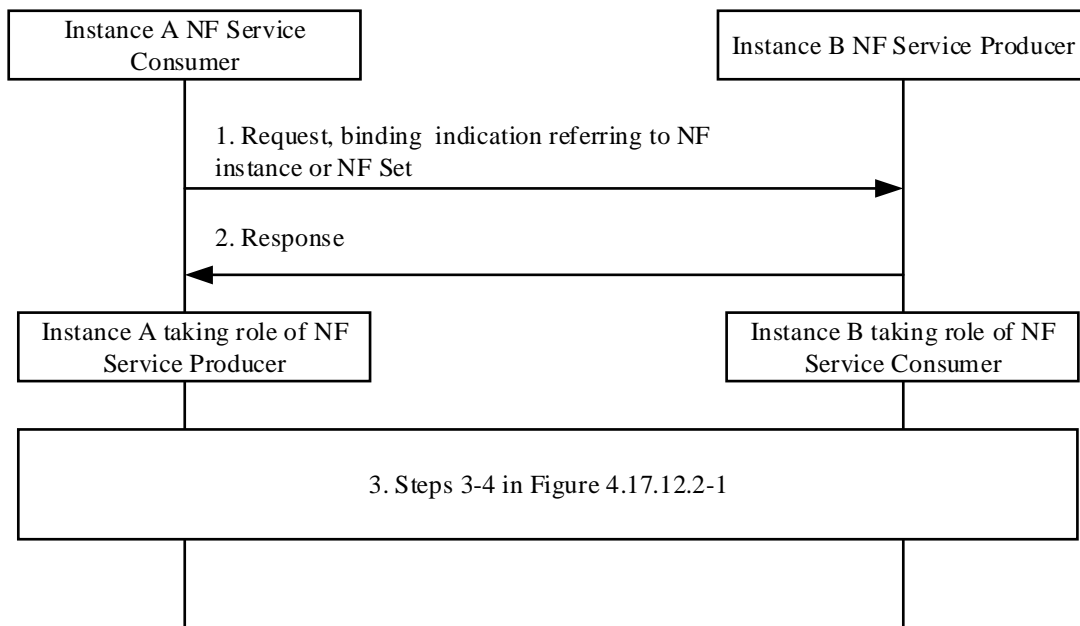 Instance A NF Service
Consumer
Instance B NF Service Producer
1. Request, binding indication referring to NF
instance or NF Set
2. Response
Instance A taking role of NF
Service Producer
Instance B taking role of NF
Service Consumer
3. Steps 3-4 in Figure 4.17.12.2-1